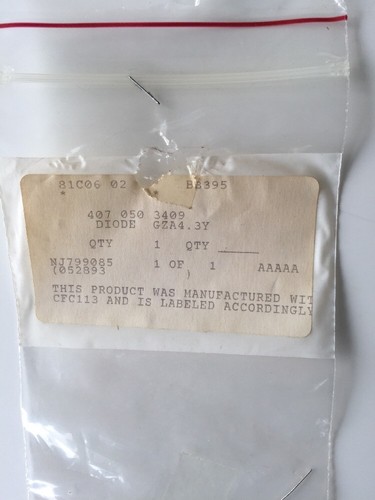 81C06 02 BB395
*
407 050 3409
DIODE GZA4.3Y
QTY 1 QTY
NJ799085 1 OF 1 AAAAA
(052893 )
THIS PRODUCT WAS MANUFACTURED WIT
CFC113 AND IS LABELED ACCORDINGLY